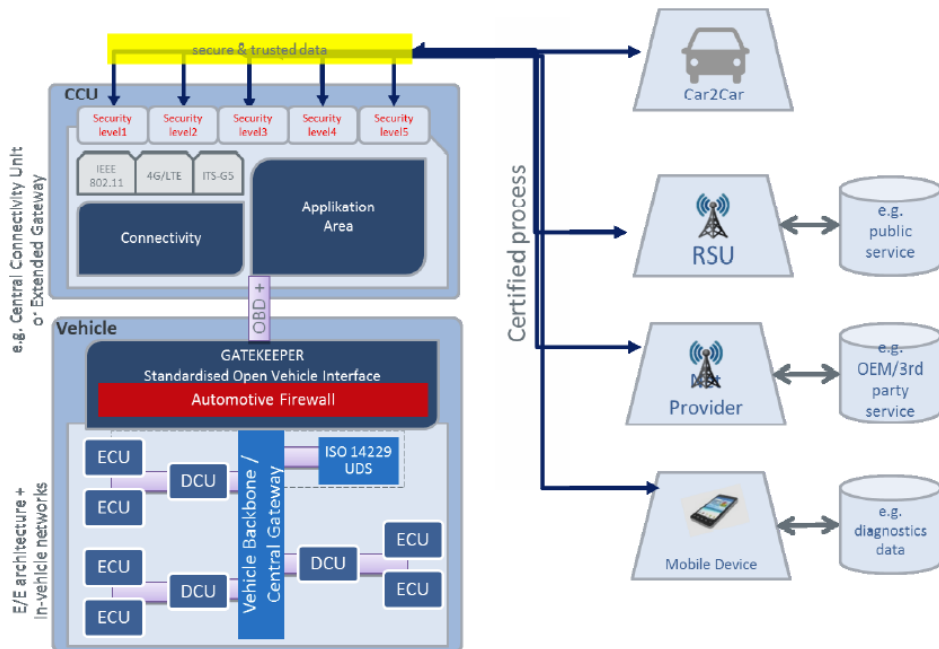 secure & trusted data
CCU
Security
level1
Security
level2
Security
level3
Security
level4
Security
level5
IEEE
802.11
4G/LTE
ITS-G5
Connectivity
Applikation
Area
e.g. Central Connectivity Unit
or Extended Gateway
OBD +
Vehicle
GATEKEEPER
Standardised Open Vehicle Interface
Automotive Firewall
ECU
ECU
DCU
ISO 14229
UDS
Vehicle Backbone /
Central Gateway
ECU
ECU
DCU
DCU
ECU
ECU
E/E architecture +
In-vehicle networks
Certified process
Car2Car
RSU
e.g.
public
service
Provider
e.g.
OEM/3rd
party
service
Mobile Device
e.g.
diagnostics
data